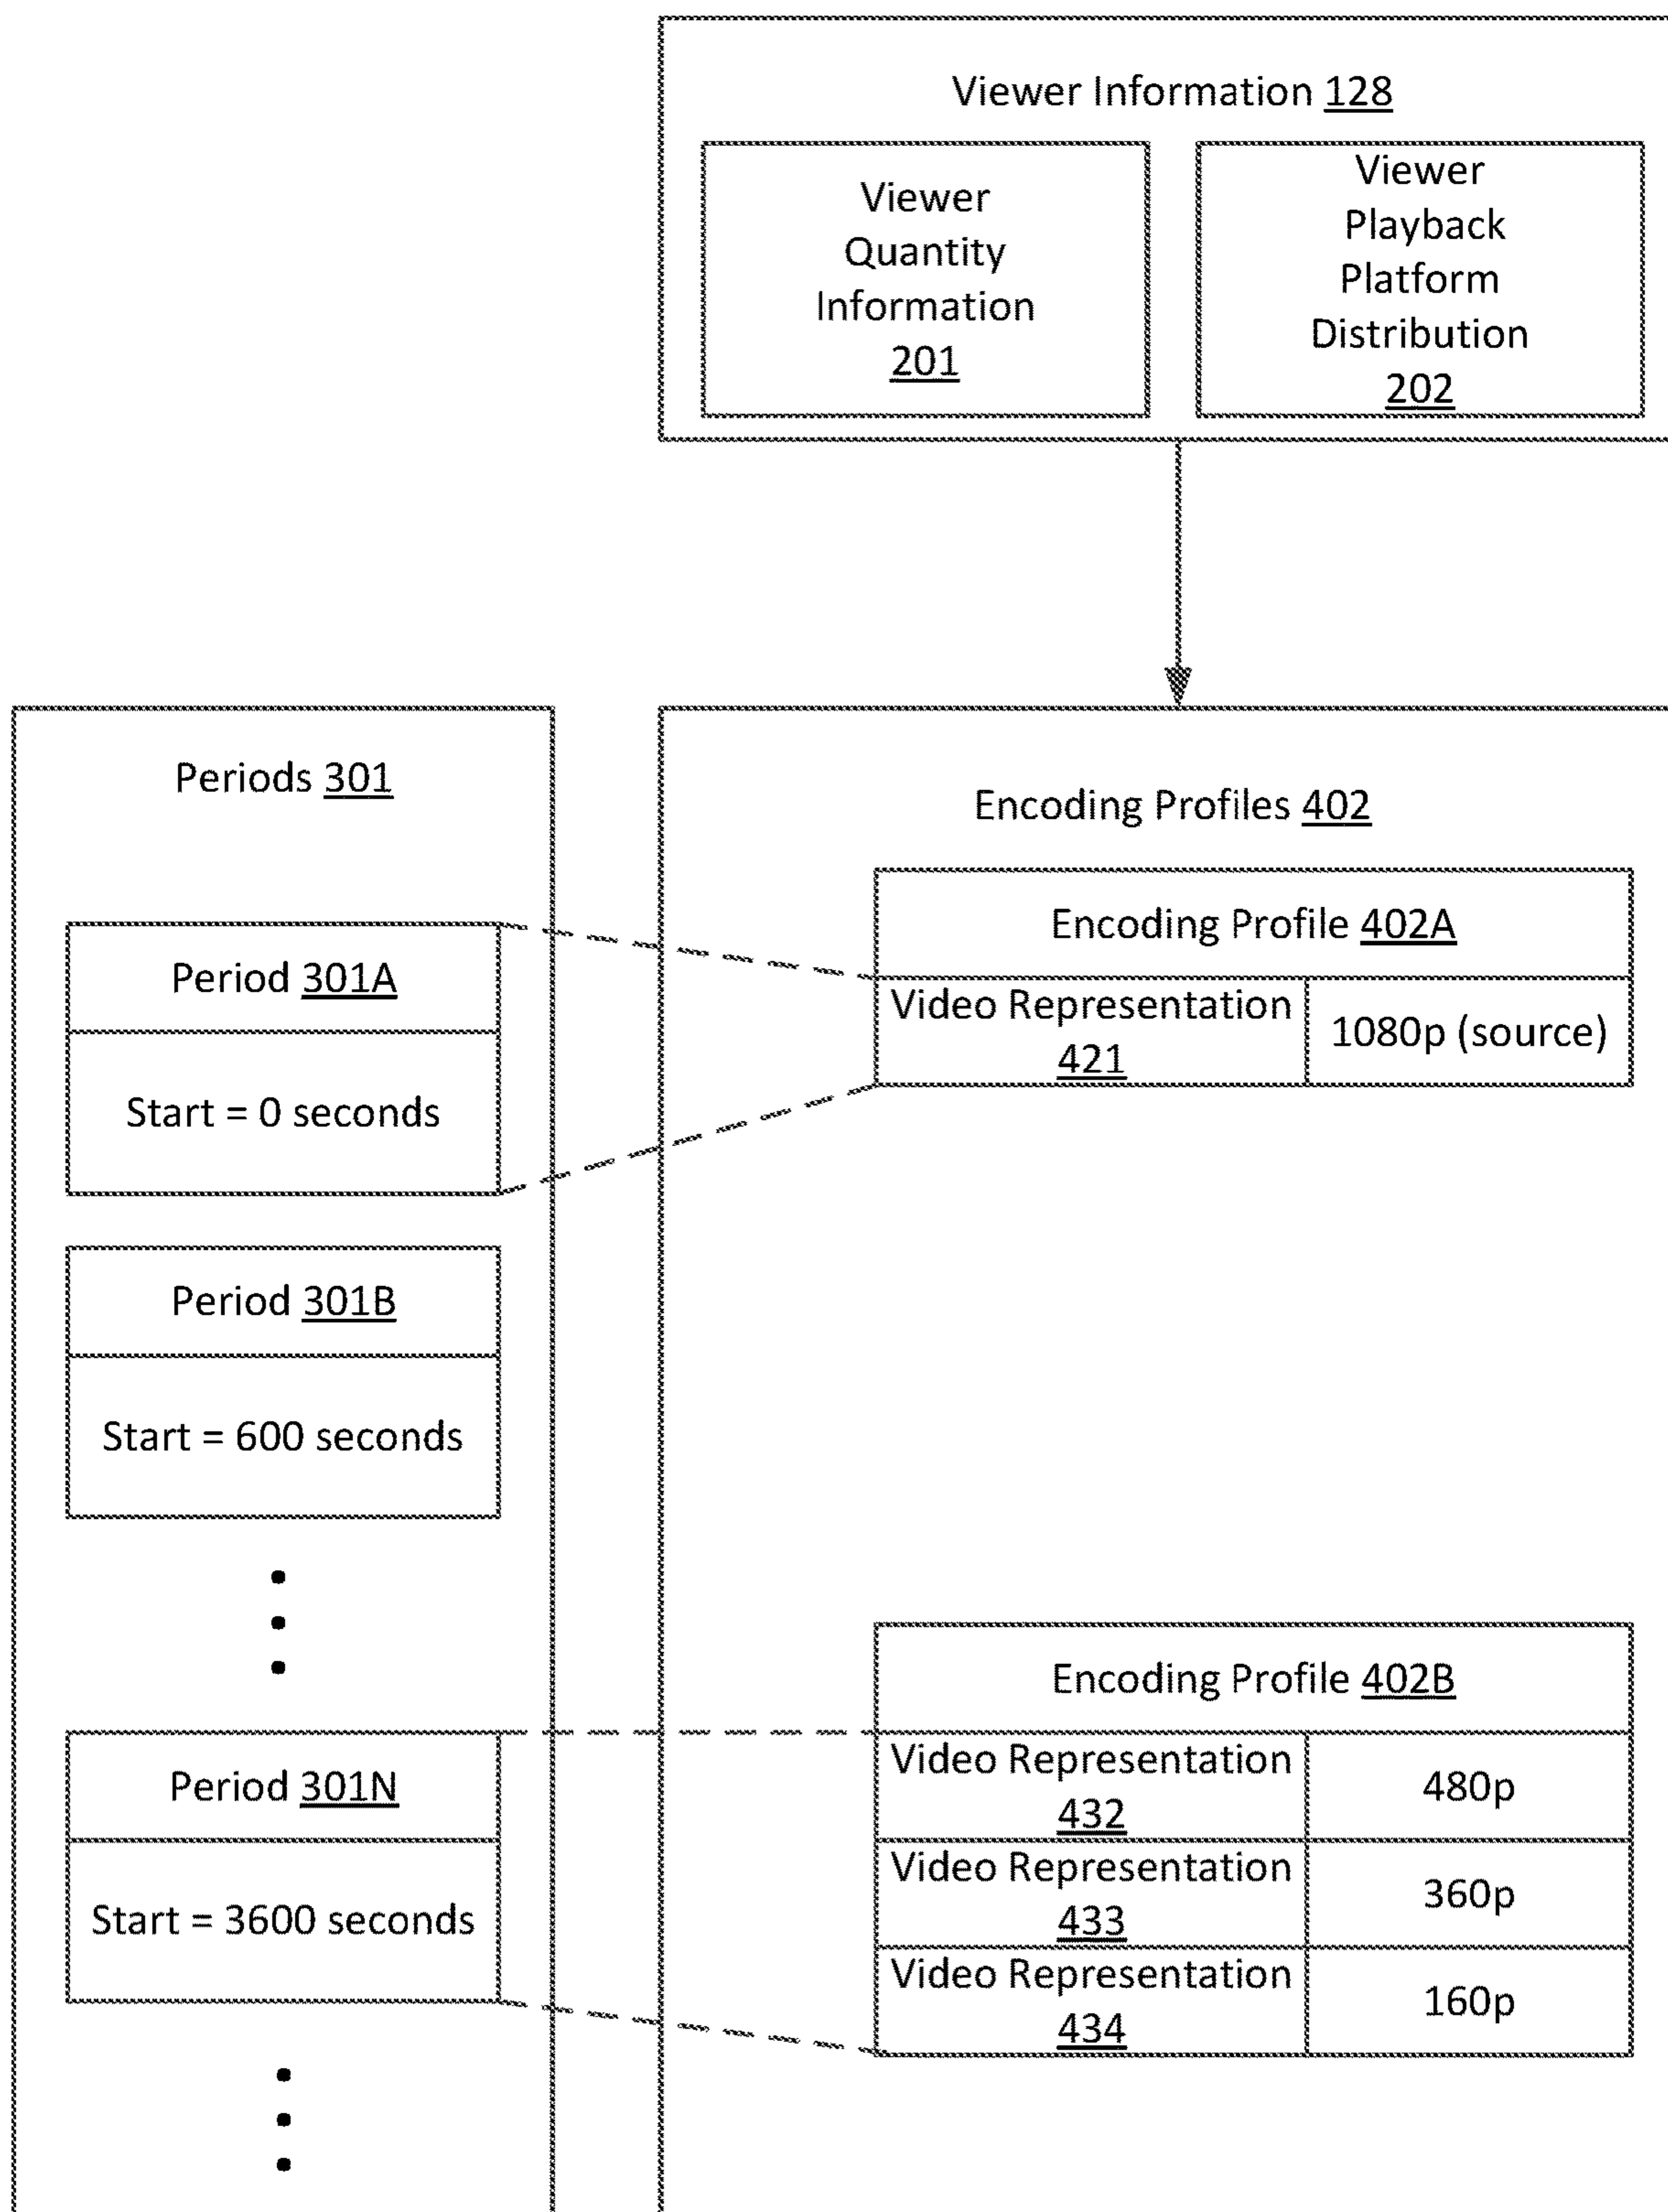 Viewer Information 128
Viewer
Quantity
Information
201
Viewer
Playback
Platform
Distribution
202
Periods 301
Period 301A
Start = 0 seconds
Period 301B
Start = 600 seconds
Period 301N
Start = 3600 seconds
Encoding Profiles 402
Encoding Profile 402A
Video Representation
421
1080p (source)
Encoding Profile 402B
Video Representation
432
480p
Video Representation
433
360p
Video Representation
434
160p